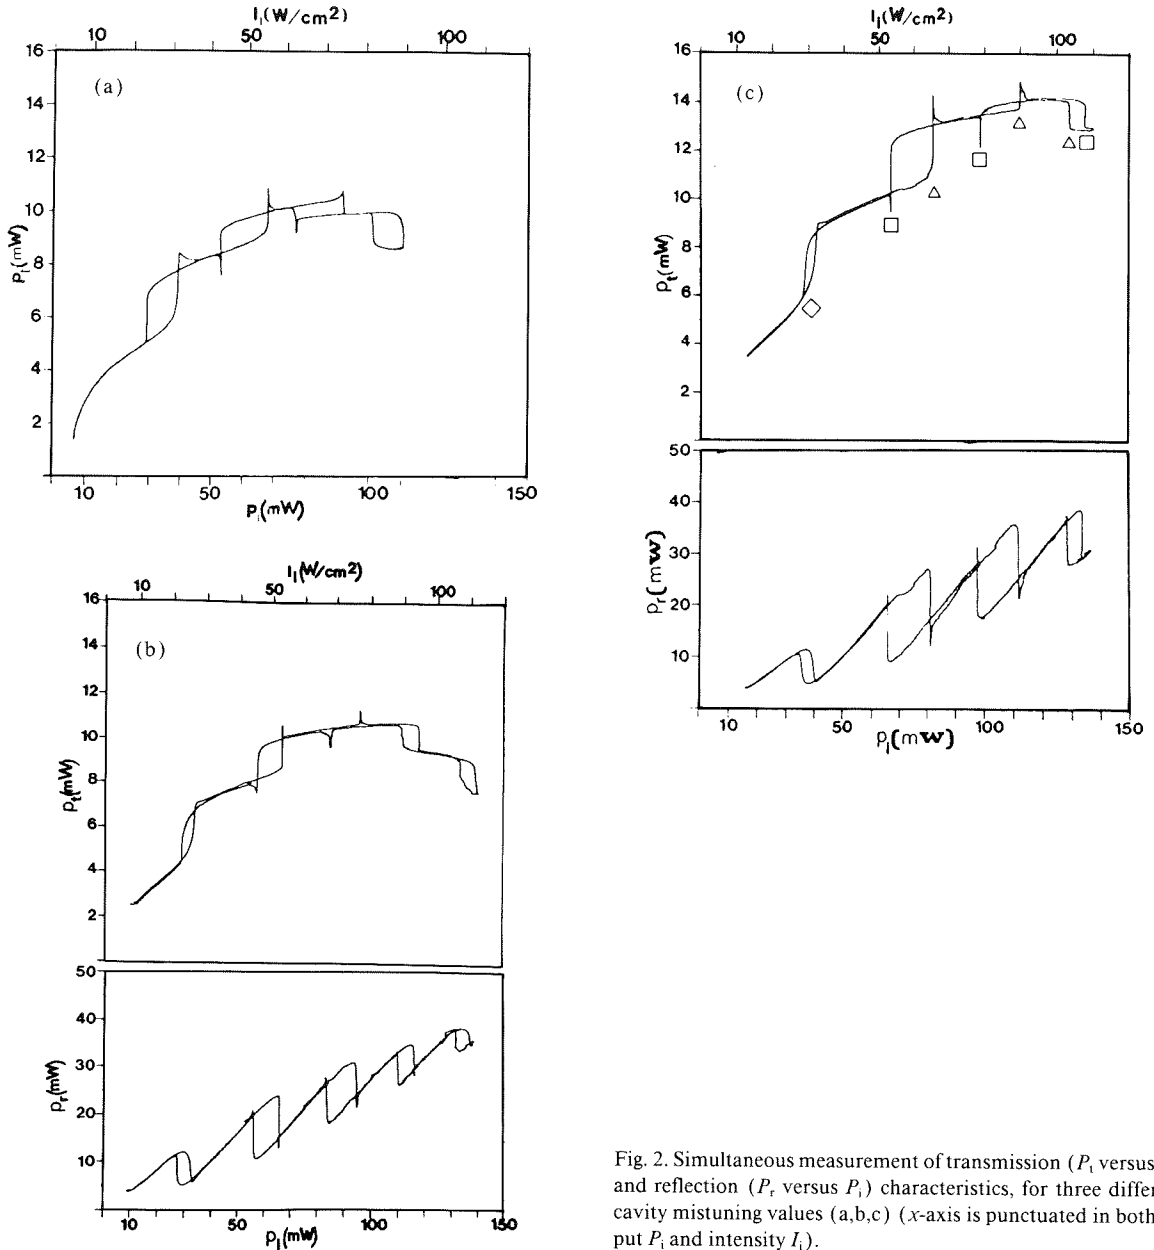 I_i(W/cm2)
10 50 100
16
(a)
14
12
10
P_i(mW)
8
6
4
2
10 50 100 150
P_i(mW)
I_i(W/cm2)
10 50 100
16
(b)
14
12
10
P_t(mW)
8
6
4
2
50
40
30
P_r(mW)
20
10
10 50 100 150
P_i(mW)
I_i(W/cm2)
10 50 100
16
(c)
14
12
10
P_t(mW)
8
6
4
2
50
40
30
P_r(mW)
20
10
10 50 100 150
P_i(mW)
Fig. 2. Simultaneous measurement of transmission (P_t versus
and reflection (P_r versus P_i) characteristics, for three differ
cavity mistuning values (a,b,c) (x-axis is punctuated in both
put P_i and intensity I_i).